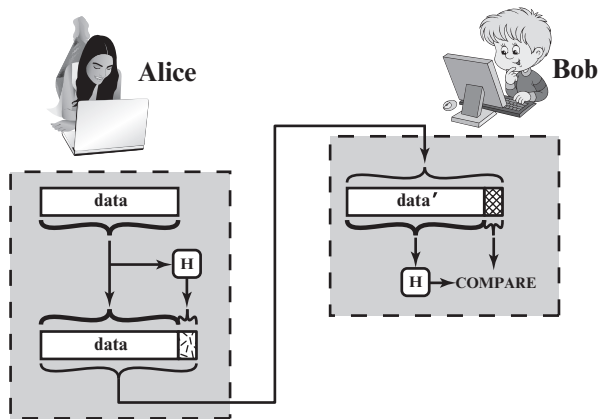 Alice
Bob
data
H
data
data′
H
COMPARE